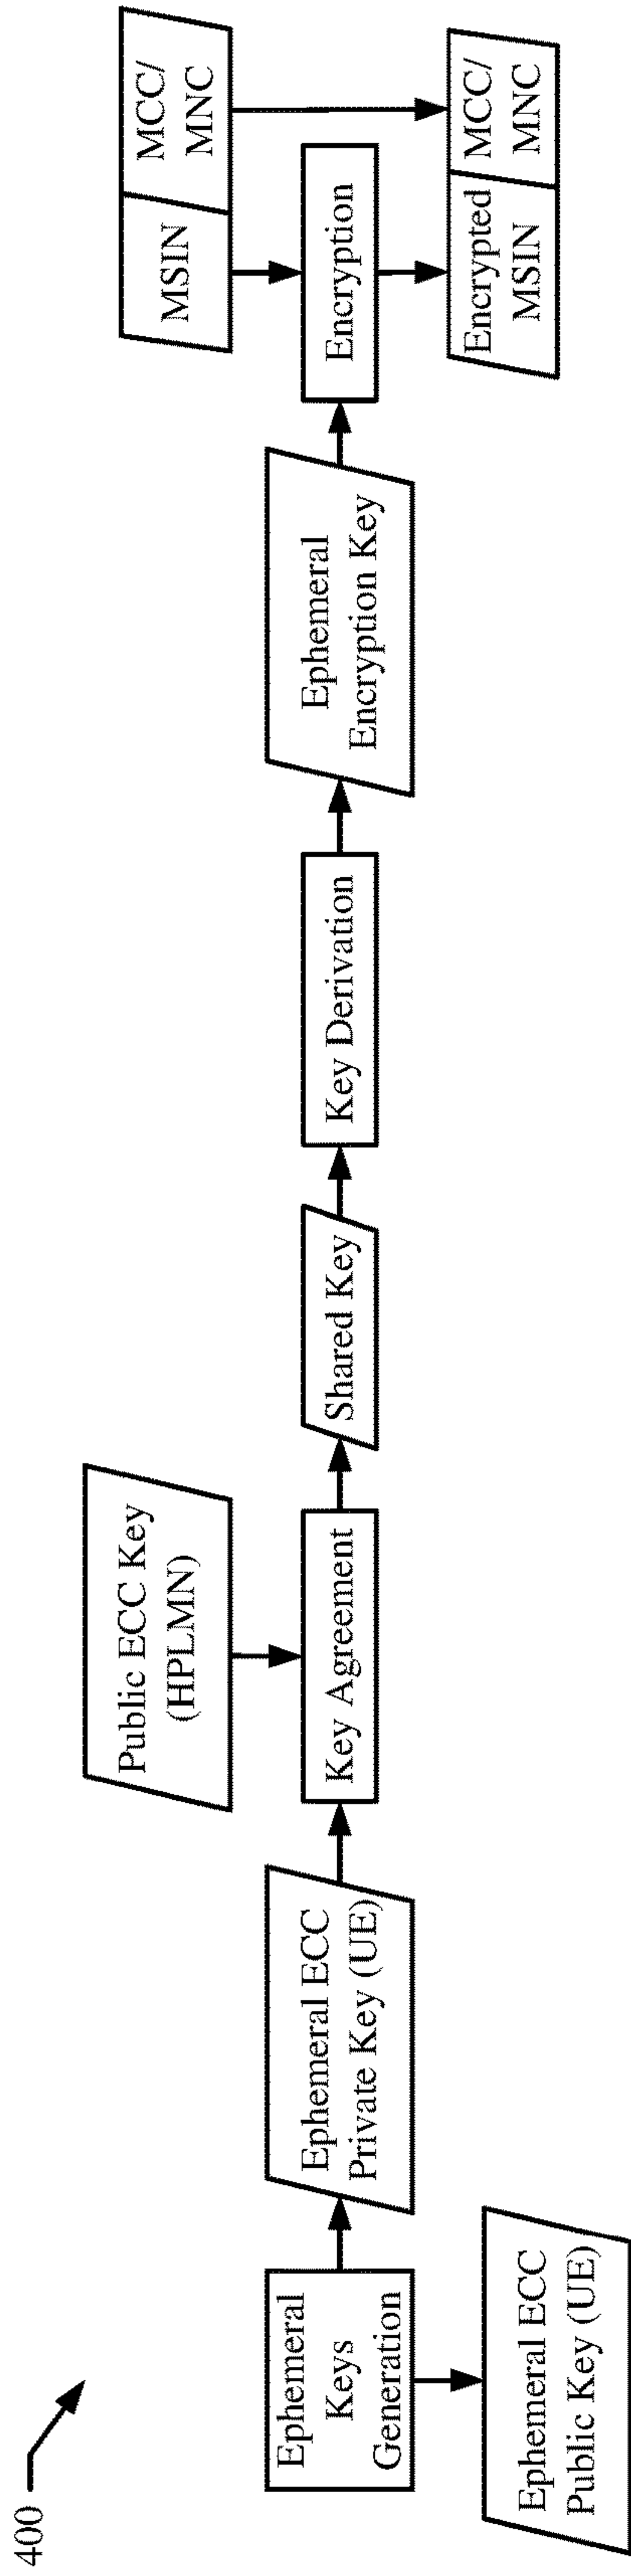 400
Ephemeral
Keys
Generation
Ephemeral ECC
Public Key (UE)
Ephemeral ECC
Private Key (UE)
Public ECC Key
(HPLMN)
Key Agreement
Shared Key
Key Derivation
Ephemeral
Encryption Key
MSIN
MCC/
MNC
Encryption
Encrypted
MSIN
MCC/
MNC